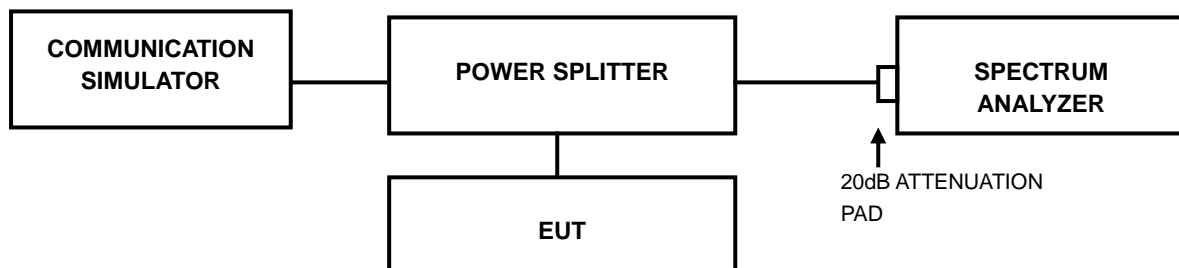 COMMUNICATION
SIMULATOR
POWER SPLITTER
SPECTRUM
ANALYZER
20dB ATTENUATION
PAD
EUT